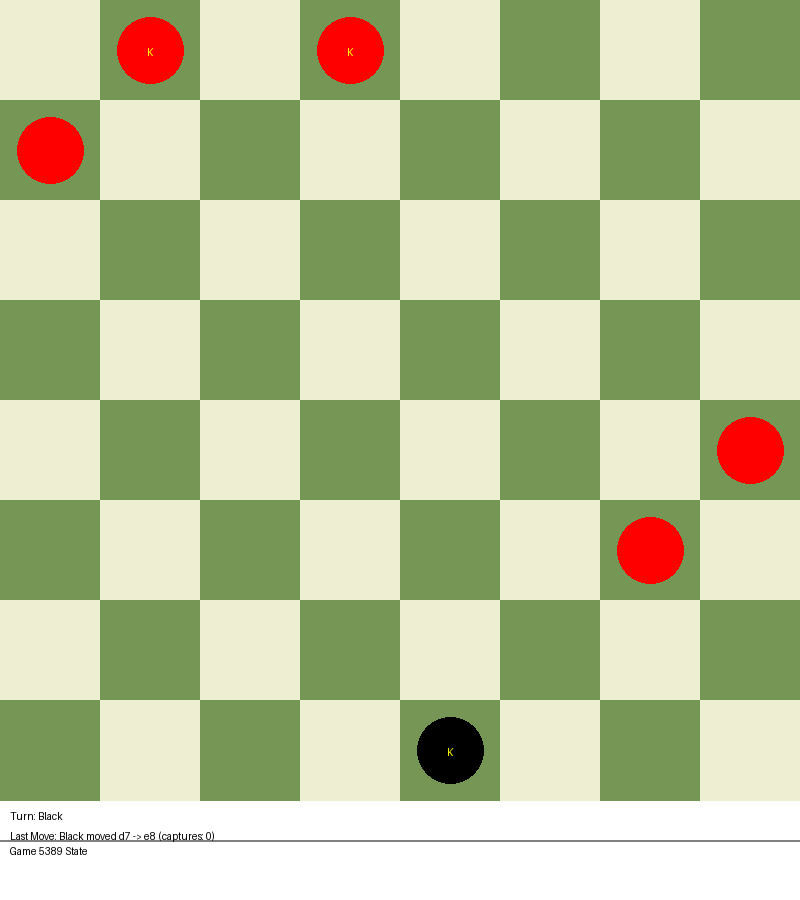 K
K
K
Turn: Black
Last Move: Black moved d7 -> e8 (captures: 0)
Game 5389 State